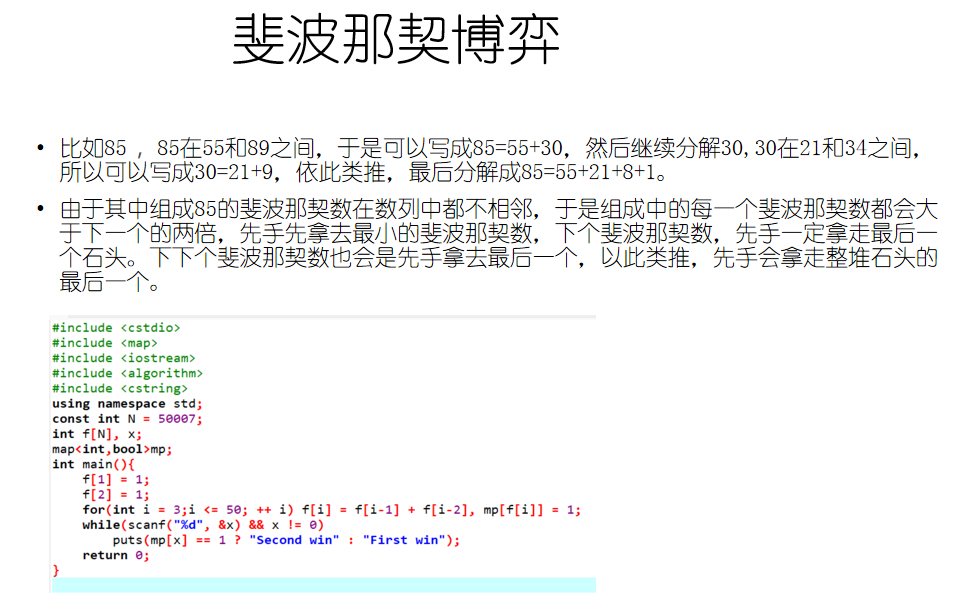 斐波那契博弈
• 比如85 , 85在55和89之间，于是可以写成85=55+30，然后继续分解30,30在21和34之间，
所以可以写成30=21+9，依此类推，最后分解成85=55+21+8+1。
• 由于其中组成85的斐波那契数在数列中都不相邻，于是组成中的每一个斐波那契数都会大
于下一个的两倍，先手先拿去最小的斐波那契数，下个斐波那契数，先手一定拿走最后一
个石头。下下个斐波那契数也会是先手拿去最后一个，以此类推，先手会拿走整堆石头的
最后一个。
#include <cstdio>
#include <map>
#include <iostream>
#include <algorithm>
#include <cstring>
using namespace std;
const int N = 50007;
int f[N], x;
map<int,bool>mp;
int main(){
    f[1] = 1;
    f[2] = 1;
    for(int i = 3;i <= 50; ++ i) f[i] = f[i-1] + f[i-2], mp[f[i]] = 1;
    while(scanf("%d", &x) && x != 0)
        puts(mp[x] == 1 ? "Second win" : "First win");
    return 0;
}